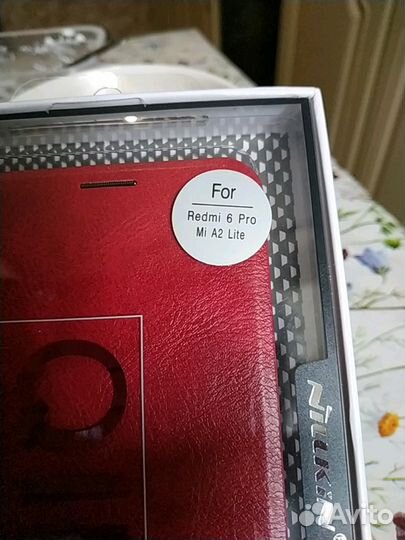 For
Redmi 6 Pro
Mi A2 Lite
NILLKIN®
Avito